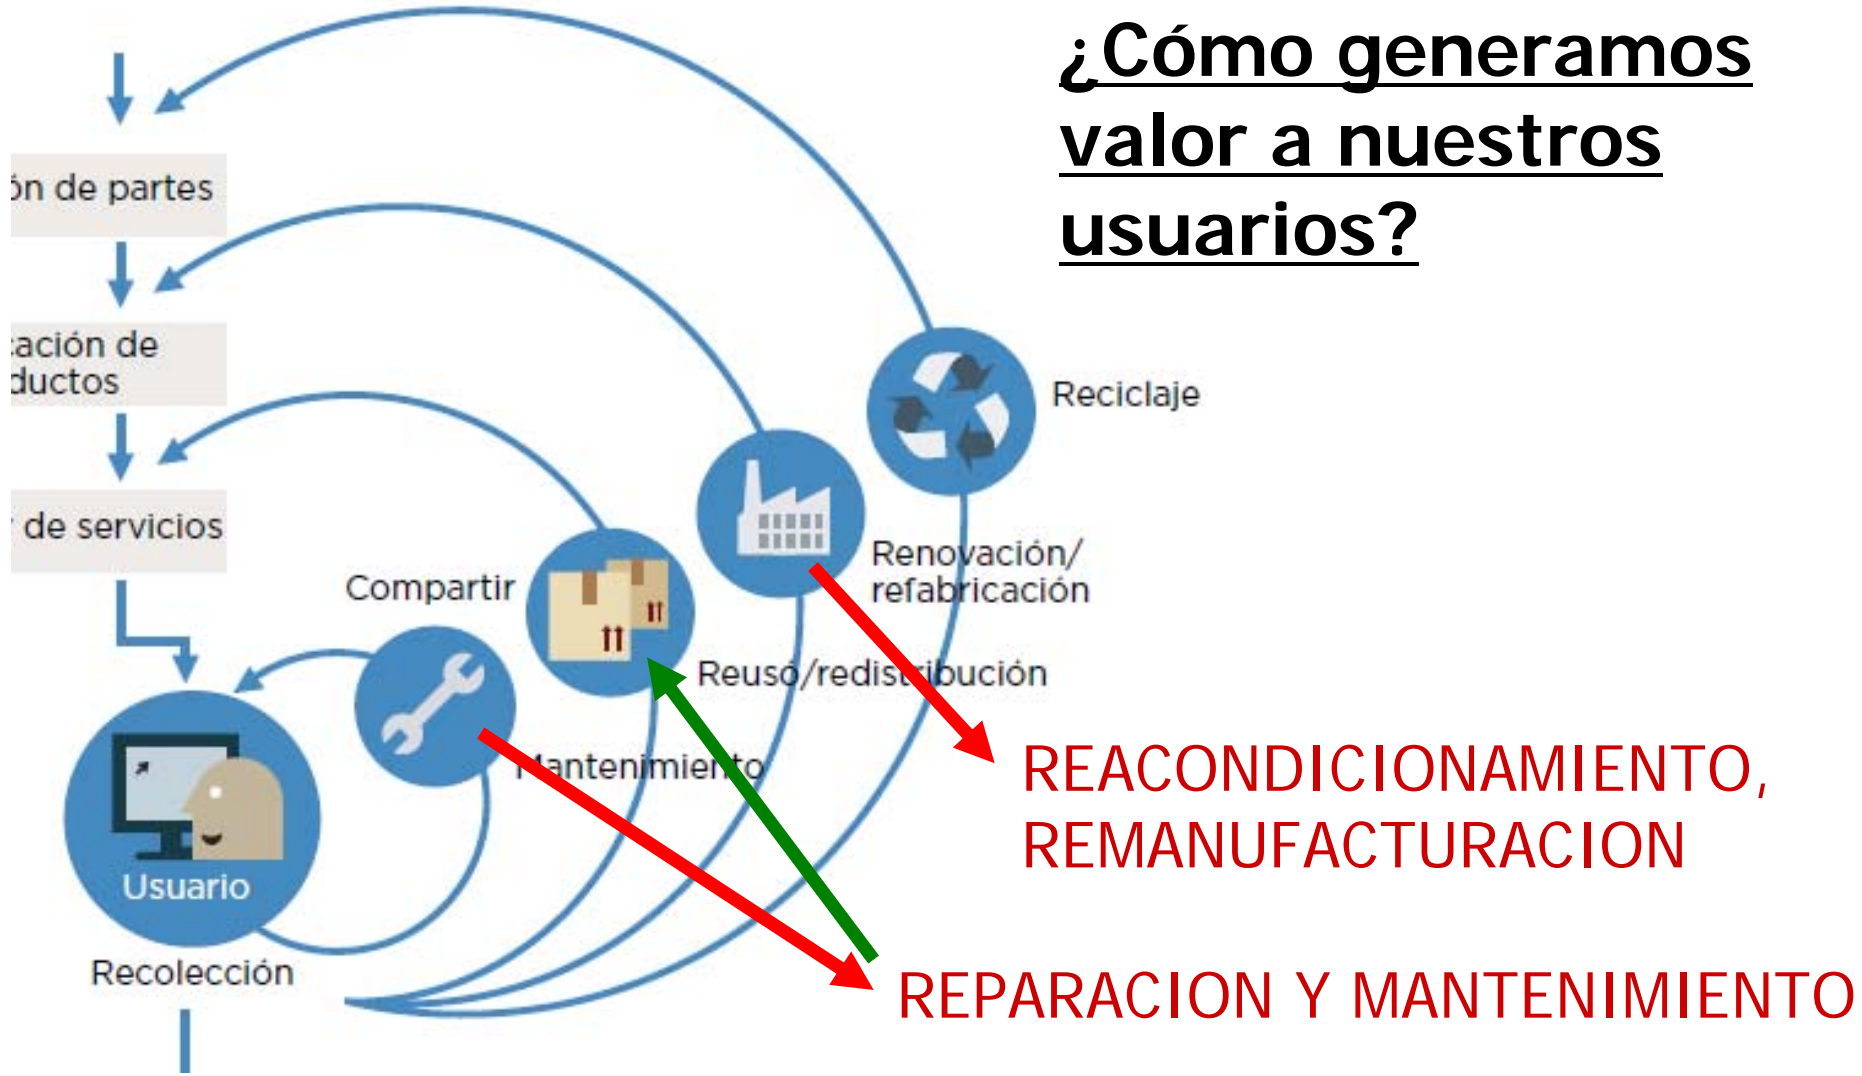 ¿Cómo generamos
valor a nuestros
usuarios?
ón de partes
cación de
ductos
de servicios
Reciclaje
Renovación/
refabricación
Compartir
Reuso/redistribución
Mantenimiento
Usuario
Recolección
REACONDICIONAMIENTO,
REMANUFACTURACION
REPARACION Y MANTENIMIENTO